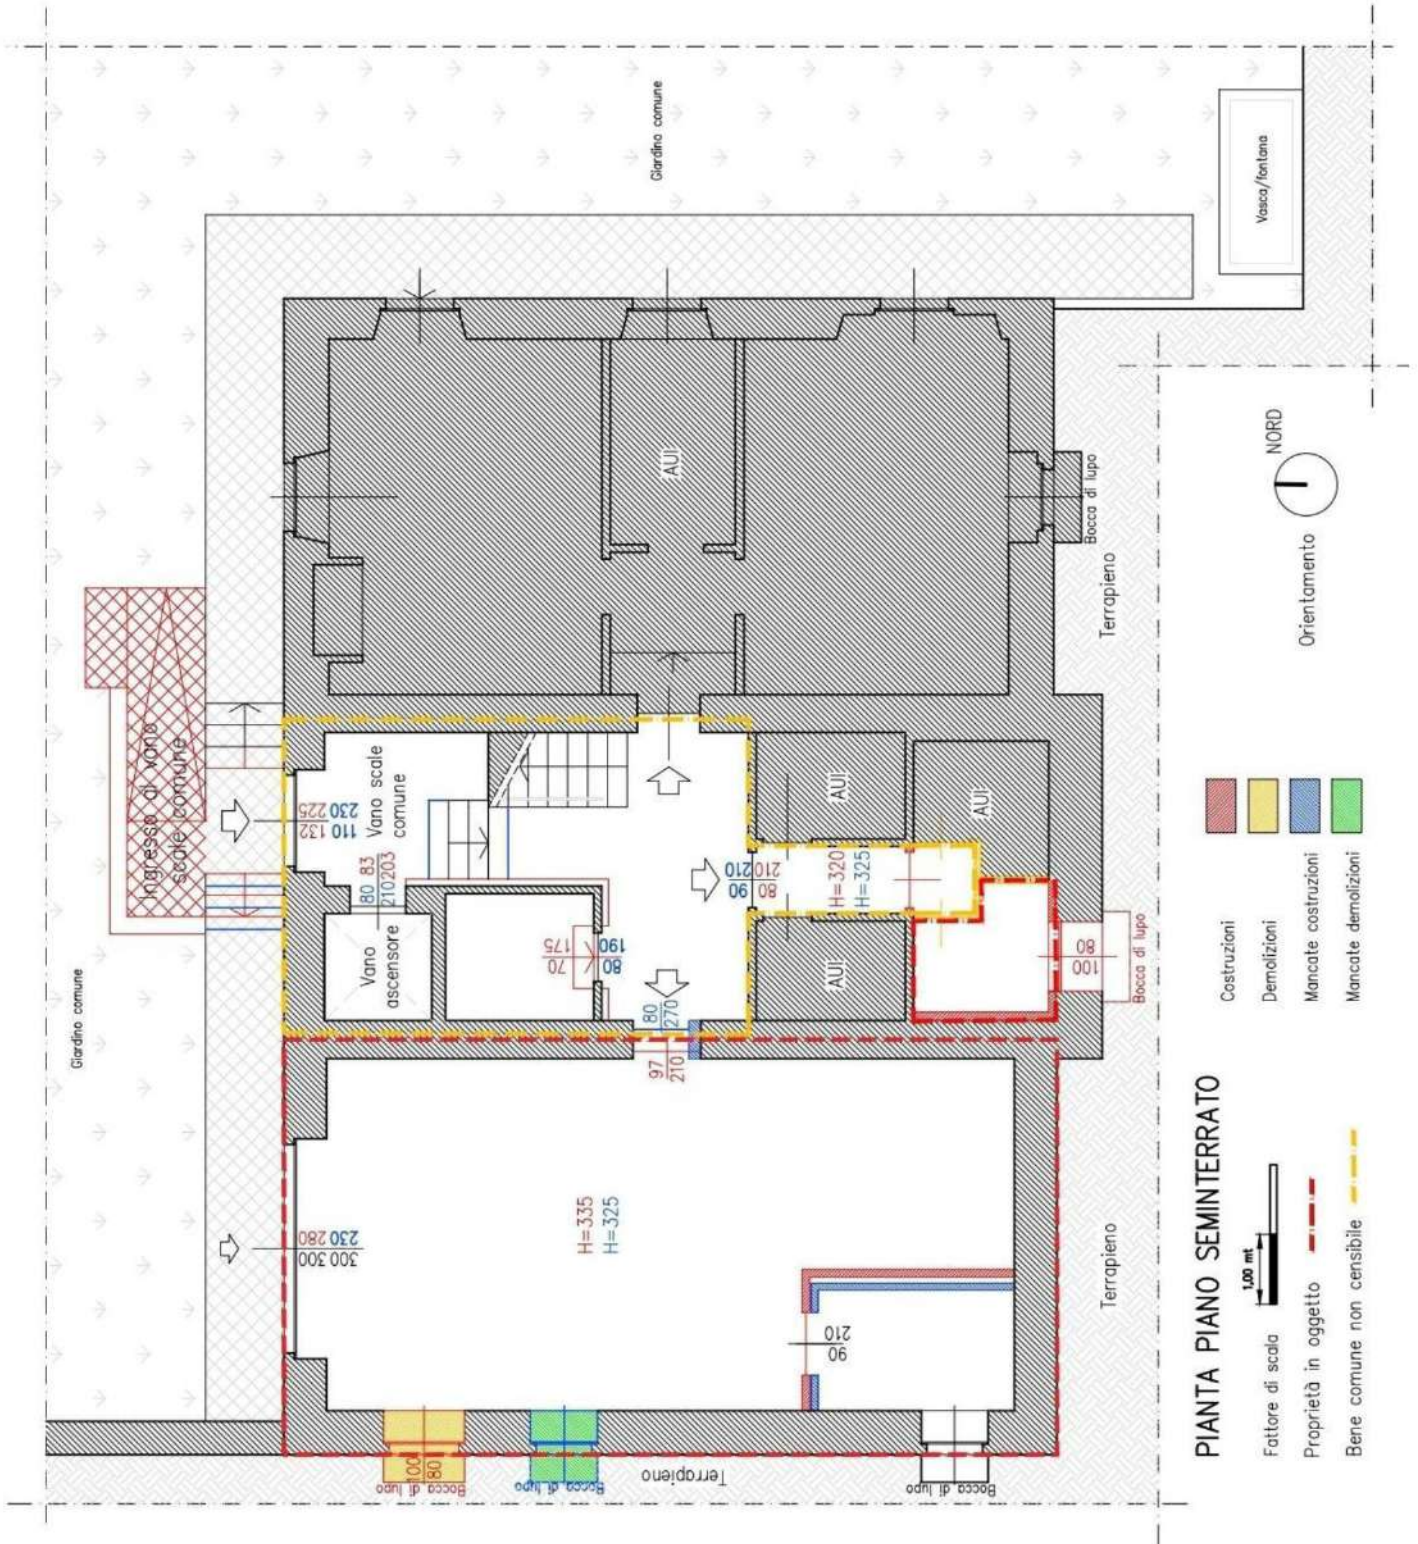 Giardino comune
Vasca/fontana
AUI
Bocca di lupo
Terrapieno
NORD
Orientamento
Ingresso al vano
scale comune
230 225
110 132
Vano scale
comune
80 83
210 203
Vano
ascensore
175
70
190
80
210 210
90 80
H=320
H=325
AUI
AUI
AUI
100
80
Bocca di lupo
80
270
97
210
Giardino comune
230 280
300 300
H=335
H=325
210
90
100
80
Bocca di lupo
Bocca di lupo
Terrapieno
Bocca di lupo
Terrapieno
Costruzioni
Demolizioni
Mancate costruzioni
Mancate demolizioni
PIANTA PIANO SEMINTERRATO
Fattore di scala
1,00 mt
Proprietà in oggetto
Bene comune non censibile